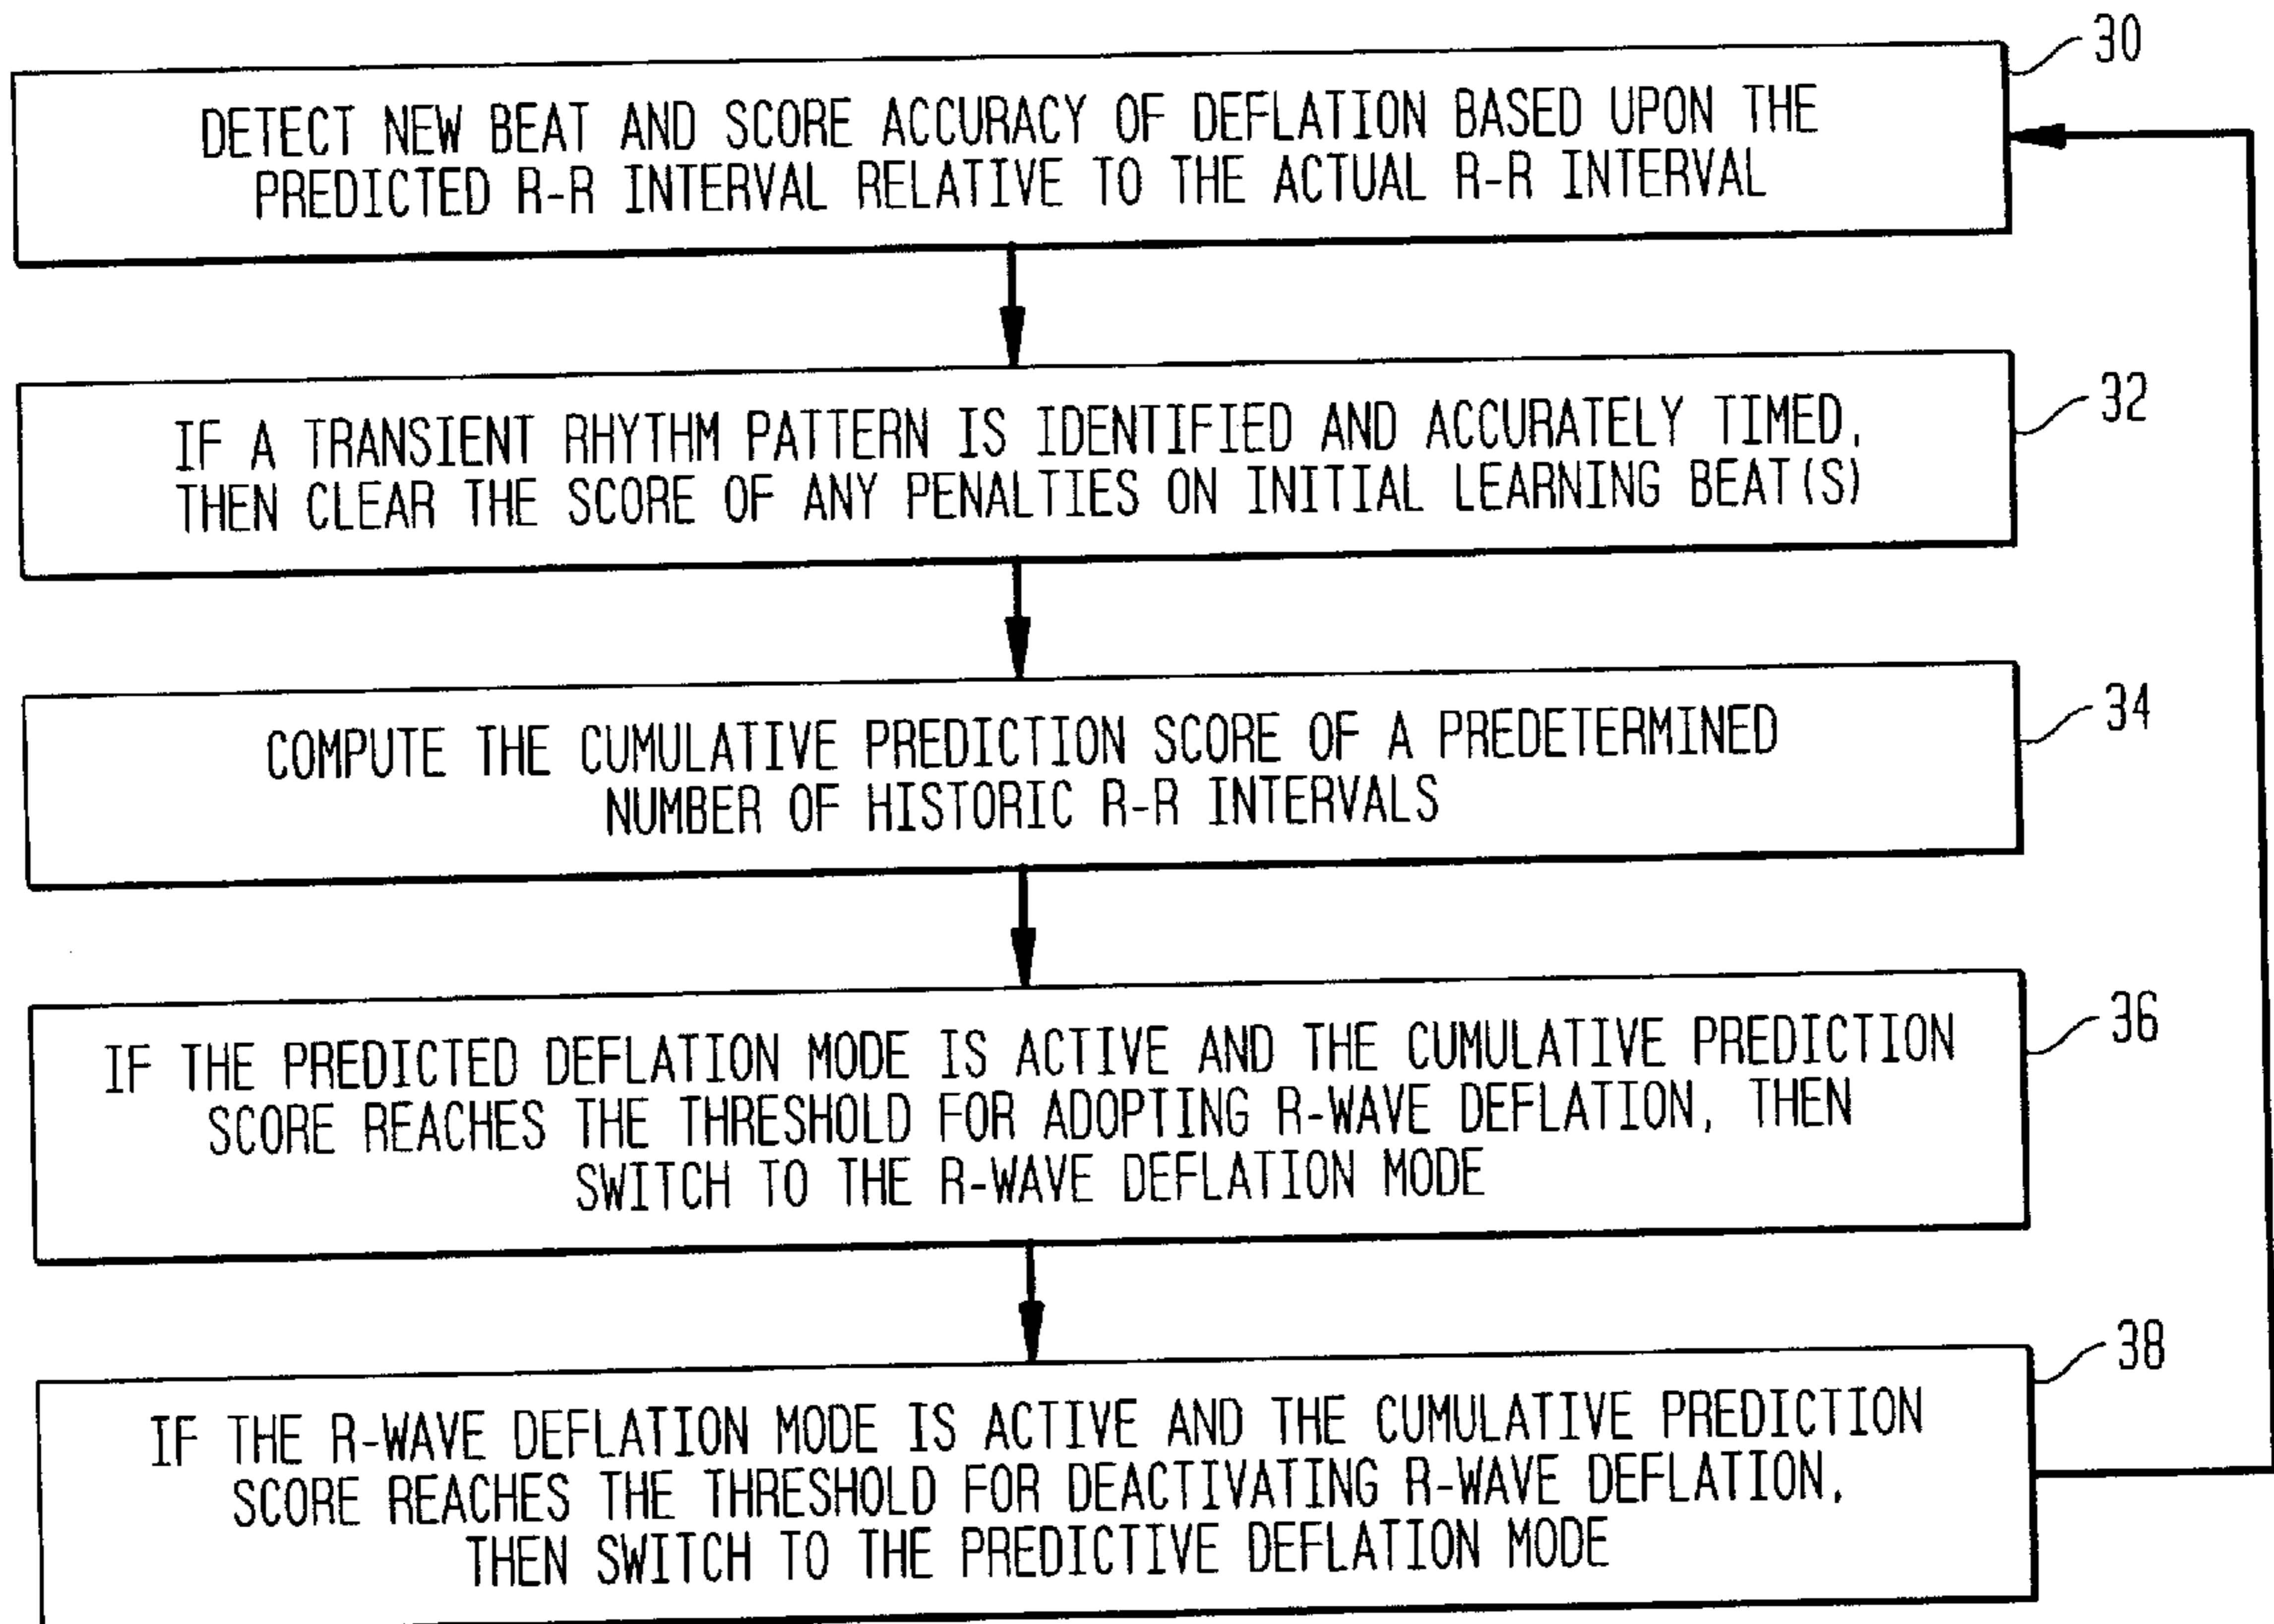 30
DETECT NEW BEAT AND SCORE ACCURACY OF DEFLATION BASED UPON THE
PREDICTED R-R INTERVAL RELATIVE TO THE ACTUAL R-R INTERVAL
32
IF A TRANSIENT RHYTHM PATTERN IS IDENTIFIED AND ACCURATELY TIMED,
THEN CLEAR THE SCORE OF ANY PENALTIES ON INITIAL LEARNING BEAT(S)
34
COMPUTE THE CUMULATIVE PREDICTION SCORE OF A PREDETERMINED
NUMBER OF HISTORIC R-R INTERVALS
36
IF THE PREDICTED DEFLATION MODE IS ACTIVE AND THE CUMULATIVE PREDICTION
SCORE REACHES THE THRESHOLD FOR ADOPTING R-WAVE DEFLATION, THEN
SWITCH TO THE R-WAVE DEFLATION MODE
38
IF THE R-WAVE DEFLATION MODE IS ACTIVE AND THE CUMULATIVE PREDICTION
SCORE REACHES THE THRESHOLD FOR DEACTIVATING R-WAVE DEFLATION,
THEN SWITCH TO THE PREDICTIVE DEFLATION MODE